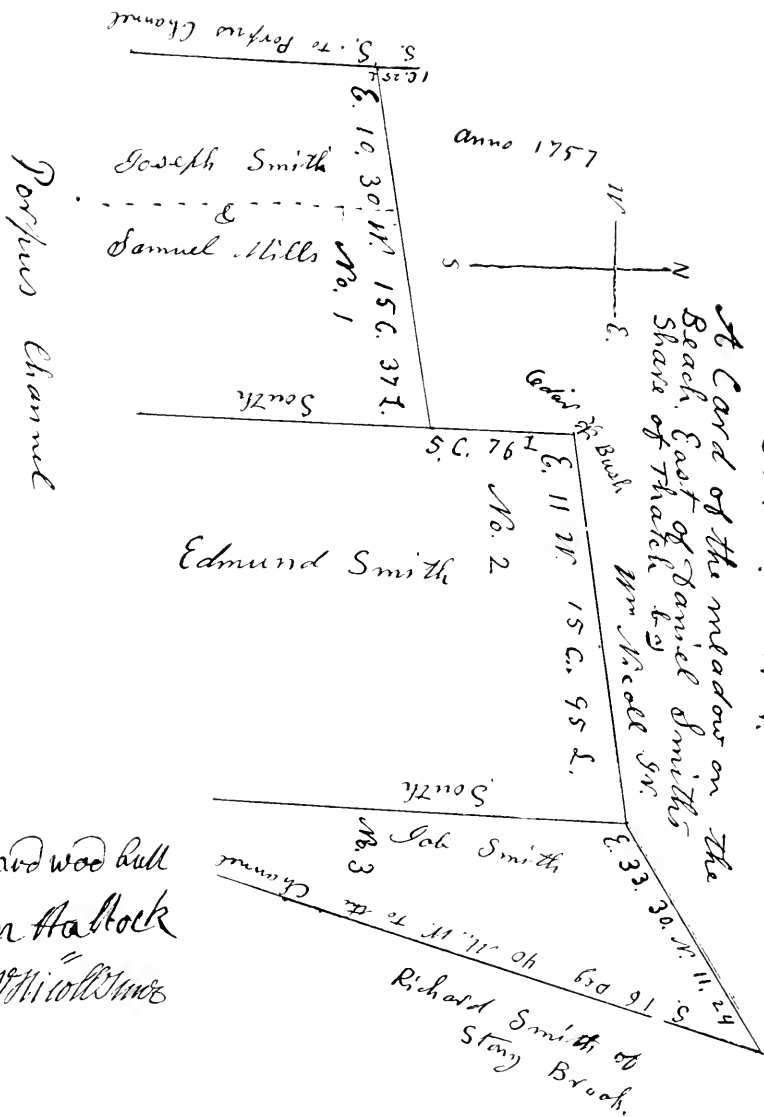 A Card of the meadow on the
Beach East of Daniel Smiths
Share of Thatch by
Wm Nicoll Jr.
anno 1757
N
S
W
E.
S. S. to Porpus Channel
1C. 25 L
E. 10. 30 N. 15 C. 37 L.
No. 1
Joseph Smith
&
Samuel Mills
Porpus Channel
South
5. C. 76 L
Cedar
Bush
E. 11 N. 15 C. 95 L.
No. 2
Edmund Smith
South
E. 33. 30. N. 11. 24
Job Smith
No. 3
S. 16 Deg 40 M. W. To the Channel
Richard Smith of
Stony Brook.
wood hull
Hallock